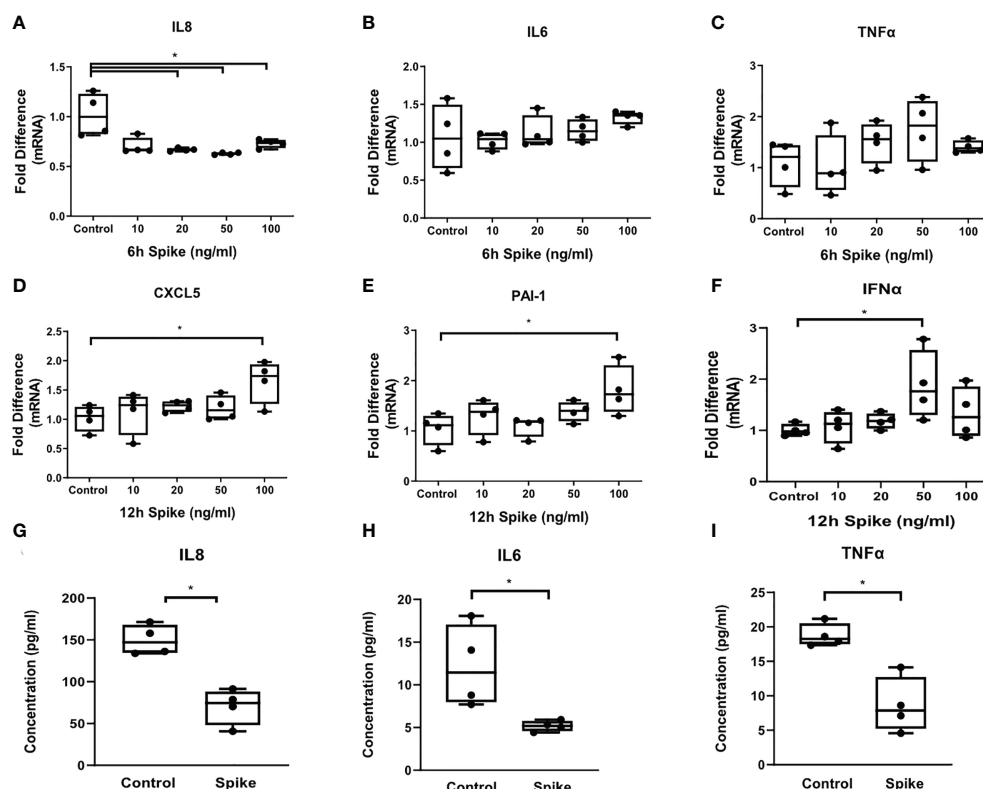 A
IL8
*
Fold Difference
(mRNA)
1.5
1.0
0.5
0.0
Control 10 20 50 100
6h Spike (ng/ml)
B
IL6
Fold Difference
(mRNA)
2.0
1.5
1.0
0.5
0.0
Control 10 20 50 100
6h Spike (ng/ml)
C
TNFα
Fold Difference
(mRNA)
3
2
1
0
Control 10 20 50 100
6h Spike (ng/ml)
D
CXCL5
*
Fold Difference
(mRNA)
2.5
2.0
1.5
1.0
0.5
0.0
Control 10 20 50 100
12h Spike (ng/ml)
E
PAI-1
*
Fold Difference
(mRNA)
3
2
1
0
Control 10 20 50 100
12h Spike (ng/ml)
F
IFNα
*
Fold Difference
(mRNA)
3
2
1
0
Control 10 20 50 100
12h Spike (ng/ml)
G
IL8
*
Concentration (pg/ml)
200
150
100
50
0
Control Spike
H
IL6
*
Concentration (pg/ml)
20
15
10
5
0
Control Spike
I
TNFα
*
Concentration (pg/ml)
25
20
15
10
5
0
Control Spike